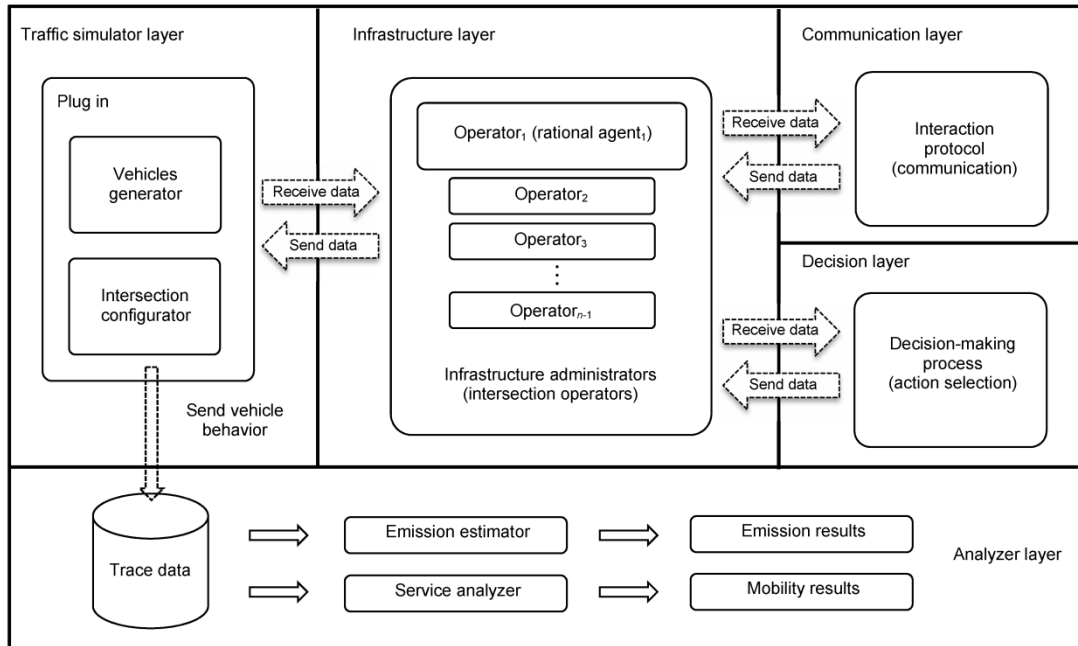 Traffic simulator layer
Plug in
Vehicles
generator
Intersection
configurator
Receive data
Send data
Send vehicle
behavior
Infrastructure layer
Operator₁ (rational agent₁)
Operator₂
Operator₃
⋮
Operatorₙ₋₁
Infrastructure administrators
(intersection operators)
Receive data
Send data
Communication layer
Interaction
protocol
(communication)
Receive data
Send data
Decision layer
Decision-making
process
(action selection)
Trace data
Emission estimator
Emission results
Service analyzer
Mobility results
Analyzer layer